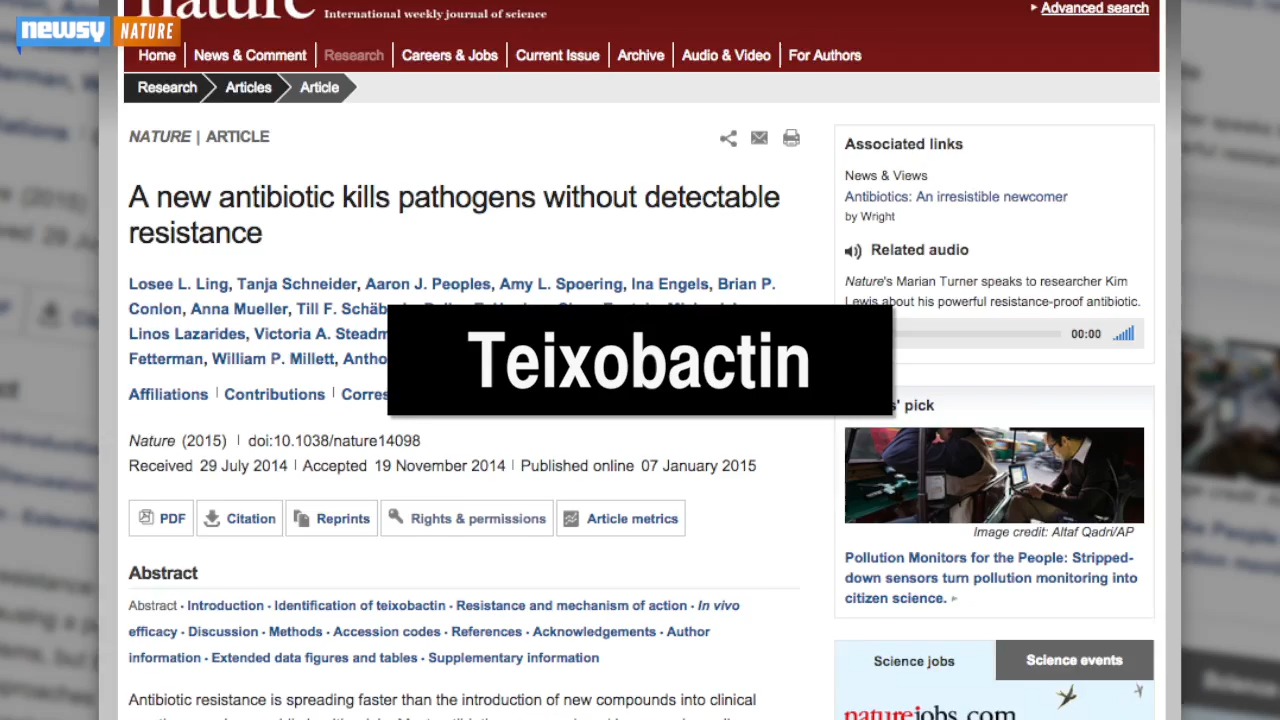 nature International weekly journal of science
Advanced search
newsy NATURE
Home News & Comment Research Careers & Jobs Current Issue Archive Audio & Video For Authors
Research Articles Article
NATURE | ARTICLE
A new antibiotic kills pathogens without detectable
resistance
Losee L. Ling, Tanja Schneider, Aaron J. Peoples, Amy L. Spoering, Ina Engels, Brian P.
Conlon, Anna Mueller, Till F.
Linos Lazarides, Victoria A.
Fetterman, William P. Millett,
Affiliations Contributions
Teixobactin
Nature (2015) | doi:10.1038/nature14098
Received 29 July 2014 | Accepted 19 November 2014 | Published online 07 January 2015
PDF Citation Reprints Rights & permissions Article metrics
Abstract
Abstract · Introduction · Identification of teixobactin · Resistance and mechanism of action · In vivo
efficacy · Discussion · Methods · Accession codes · References · Acknowledgements · Author
information · Extended data figures and tables · Supplementary information
Antibiotic resistance is spreading faster than the introduction of new compounds into clinical
Associated links
News & Views
Antibiotics: An irresistible newcomer
by Wright
Related audio
Nature's Marian Turner speaks to researcher Kim
Lewis about his powerful resistance-proof antibiotic.
00:00
pick
Image credit: Altaf Qadri/AP
Pollution Monitors for the People: Stripped-
down sensors turn pollution monitoring into
citizen science.
Science jobs Science events
naturejobs.com